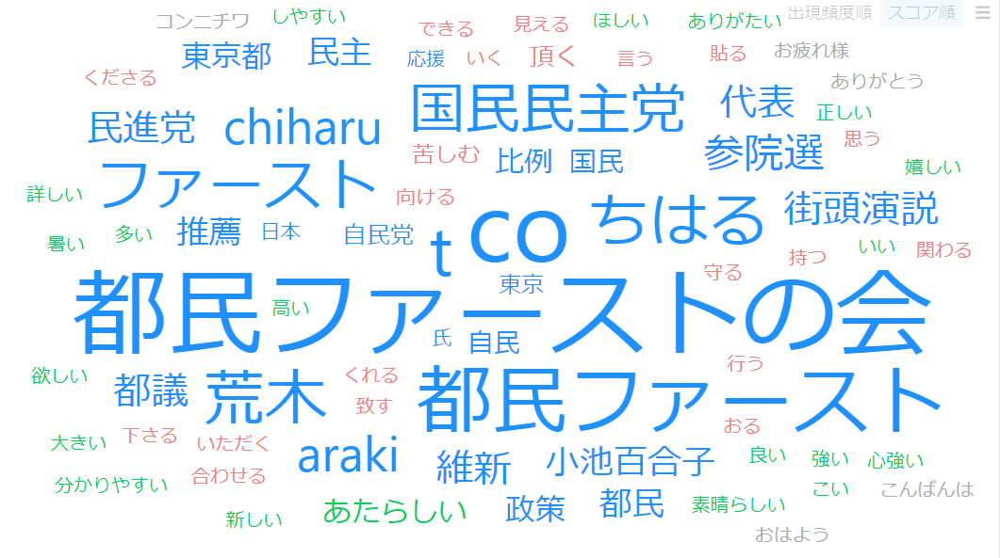 コンニチワ しやすい できる 見える ほしい ありがたい 出現頻度順 スコア順
東京都 民主 応援 いく 頂く 言う 貼る お疲れ様
くださる ありがとう
民進党 chiharu 国民民主党 代表 正しい
苦しむ 比例 国民 参院選 思う
ファースト 嬉しい
詳しい 向ける ちはる 街頭演説
暑い 多い 推薦 日本 自民党 t co いい 関わる
持つ
東京 守る
都民ファーストの会
高い
氏 自民
欲しい くれる 行う
都議 荒木 致す 都民ファースト
おる
大きい 下さる いただく
araki 維新 小池百合子 良い 強い 心強い
分かりやすい 合わせる
こい こんばんは
新しい あたらしい 政策 都民 素晴らしい
おはよう